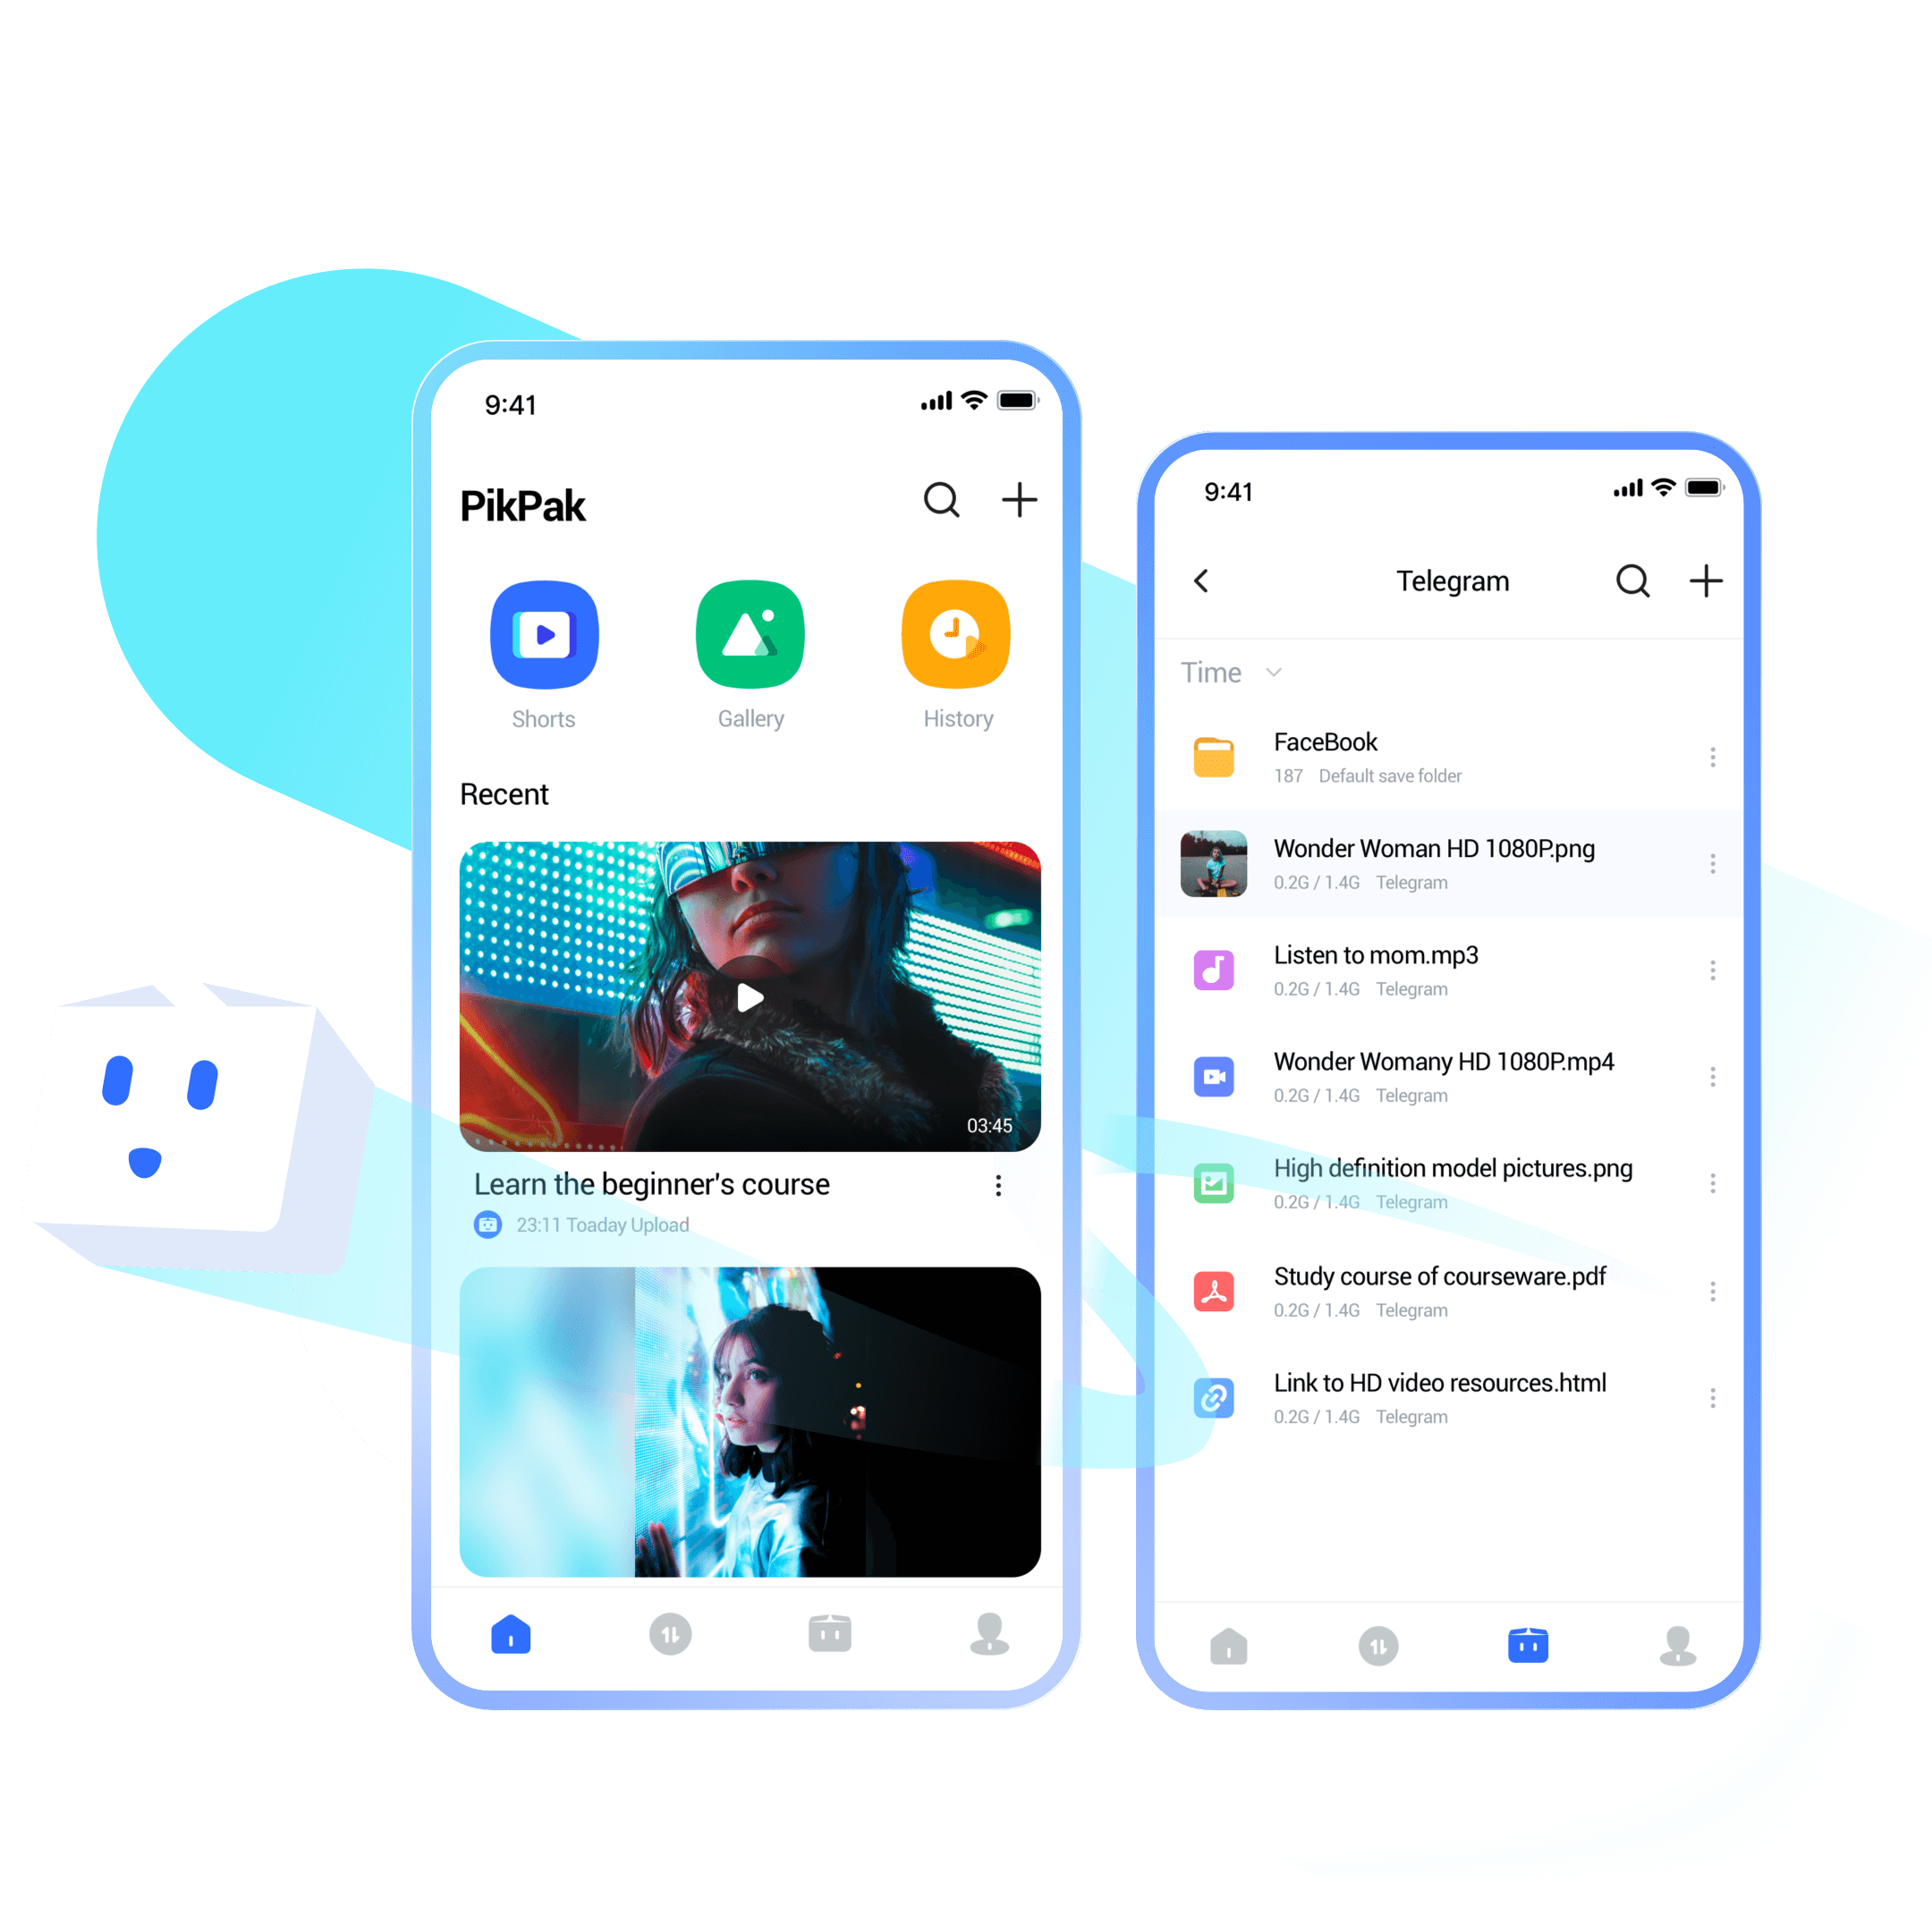 9:41
PikPak
Shorts
Gallery
History
Recent
03:45
Learn the beginner's course
23:11 Toaday Upload
9:41
Telegram
Time
FaceBook
187 Default save folder
Wonder Woman HD 1080P.png
0.2G / 1.4G Telegram
Listen to mom.mp3
0.2G / 1.4G Telegram
Wonder Womany HD 1080P.mp4
0.2G / 1.4G Telegram
High definition model pictures.png
0.2G / 1.4G Telegram
Study course of courseware.pdf
0.2G / 1.4G Telegram
Link to HD video resources.html
0.2G / 1.4G Telegram